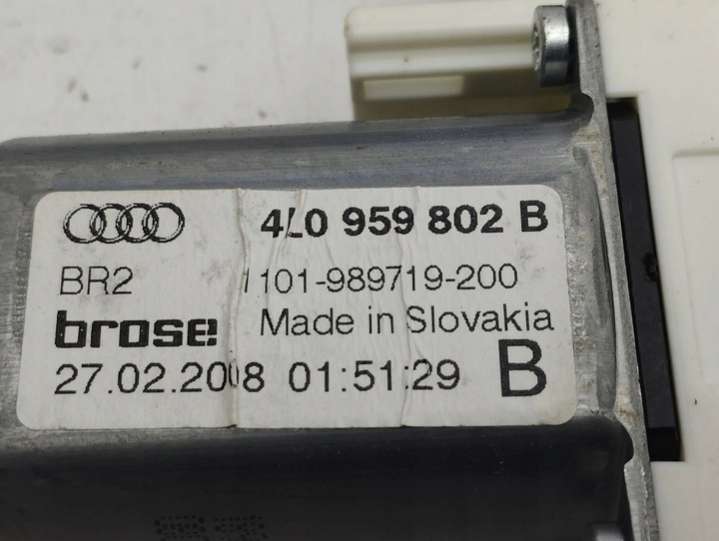 4L0 959 802 B
BR2 1101-989719-200
brose Made in Slovakia
27.02.2008 01:51:29 B